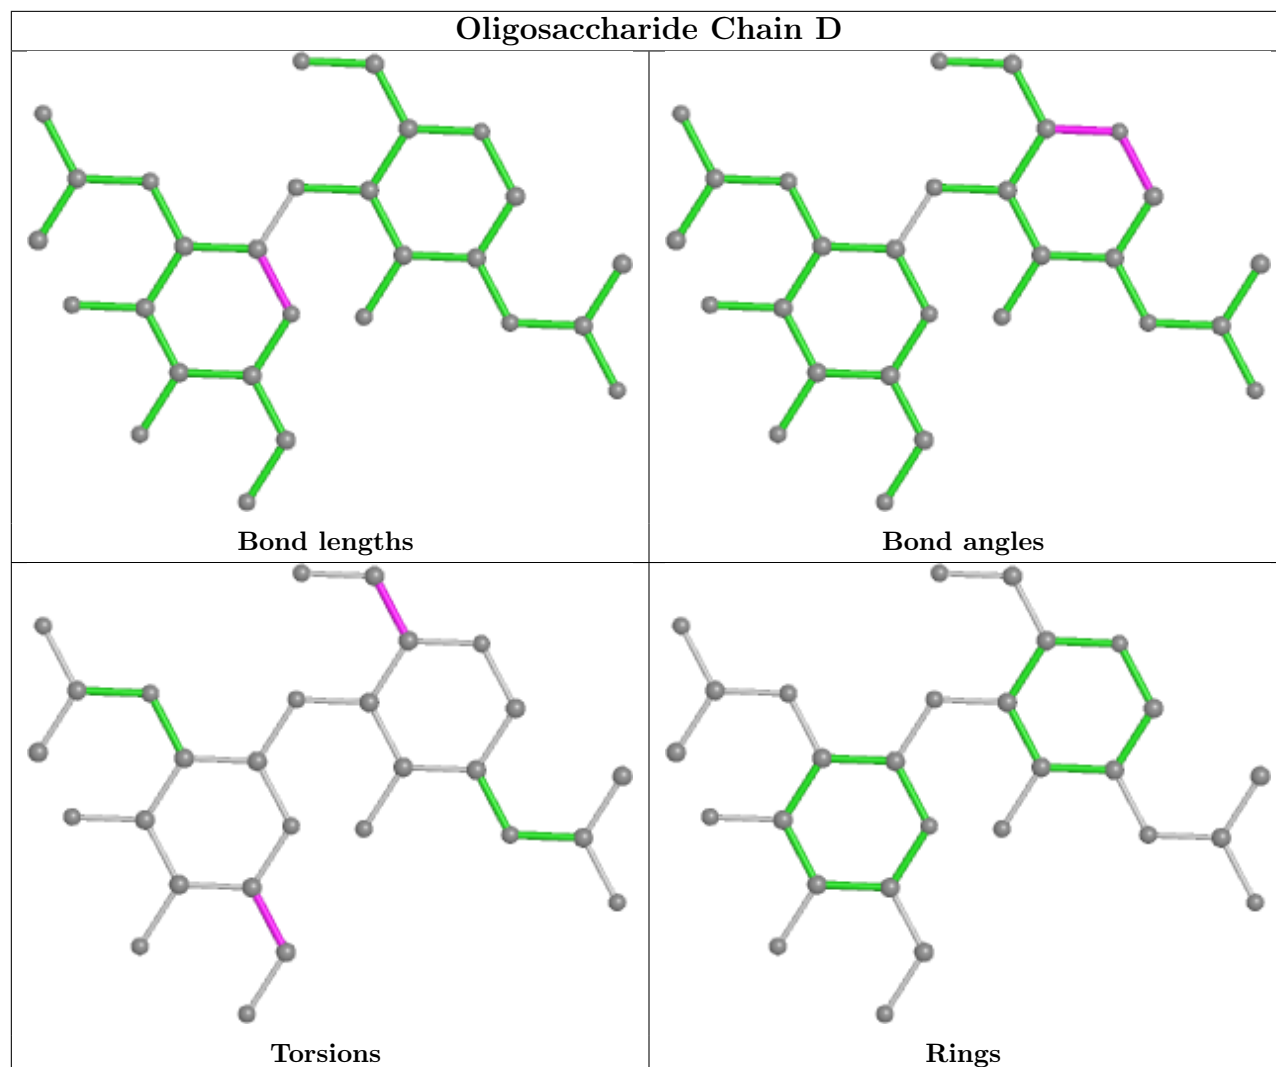 Oligosaccharide Chain D
Bond lengths
Bond angles
Torsions
Rings